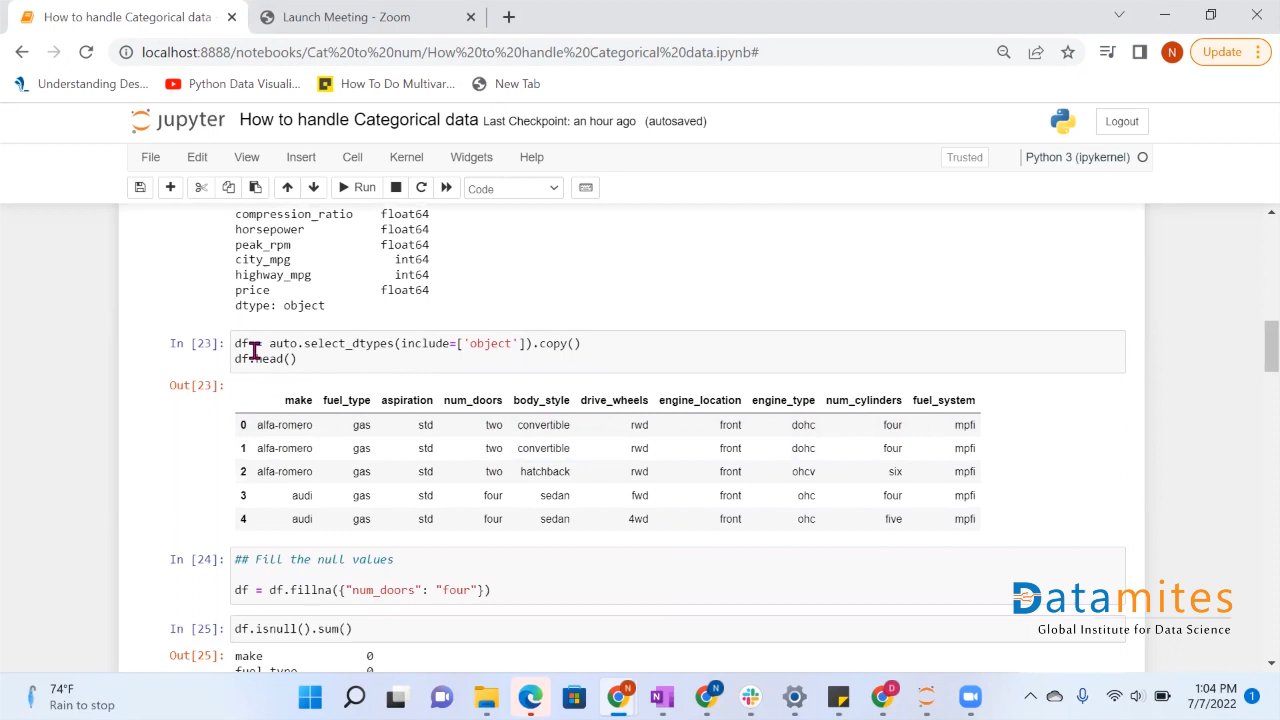 How to handle Categorical data -
Launch Meeting - Zoom
localhost:8888/notebooks/Cat%20to%20num/How%20to%20handle%20Categorical%20data.ipynb#
N
Update
Understanding Des...
Python Data Visuali...
How To Do Multivar...
New Tab
jupyter How to handle Categorical data Last Checkpoint: an hour ago (autosaved)
Logout
File Edit View Insert Cell Kernel Widgets Help
Trusted
Python 3 (ipykernel)
Run
Code
compression_ratio float64
horsepower float64
peak_rpm float64
city_mpg int64
highway_mpg int64
price float64
dtype: object
In [23]: df = auto.select_dtypes(include=['object']).copy()
df.head()
Out[23]:
make fuel_type aspiration num_doors body_style drive_wheels engine_location engine_type num_cylinders fuel_system
0 alfa-romero gas std two convertible rwd front dohc four mpfi
1 alfa-romero gas std two convertible rwd front dohc four mpfi
2 alfa-romero gas std two hatchback rwd front ohcv six mpfi
3 audi gas std four sedan fwd front ohc four mpfi
4 audi gas std four sedan 4wd front ohc five mpfi
In [24]: ## Fill the null values
df = df.fillna({"num_doors": "four"})
Datamites
Global Institute for Data Science
In [25]: df.isnull().sum()
Out[25]: make 0
fuel_type 0
74°F
Rain to stop
1:04 PM
7/7/2022